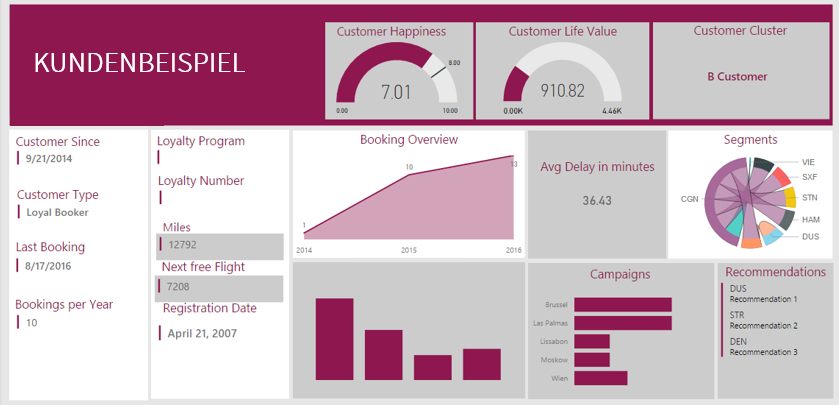 KUNDENBEISPIEL
Customer Happiness
8.00
7.01
0.00
10.00
Customer Life Value
910.82
0.00K
4.46K
Customer Cluster
B Customer
Customer Since
9/21/2014
Customer Type
Loyal Booker
Last Booking
8/17/2016
Bookings per Year
10
Loyalty Program
Loyalty Number
Miles
12792
Next free Flight
7208
Registration Date
April 21, 2007
Booking Overview
1
10
13
2014
2015
2016
Avg Delay in minutes
36.43
Segments
VIE
SXF
STN
HAM
DUS
CGN
Campaigns
Brussel
Las Palmas
Lissabon
Moskow
Wien
Recommendations
DUS
Recommendation 1
STR
Recommendation 2
DEN
Recommendation 3